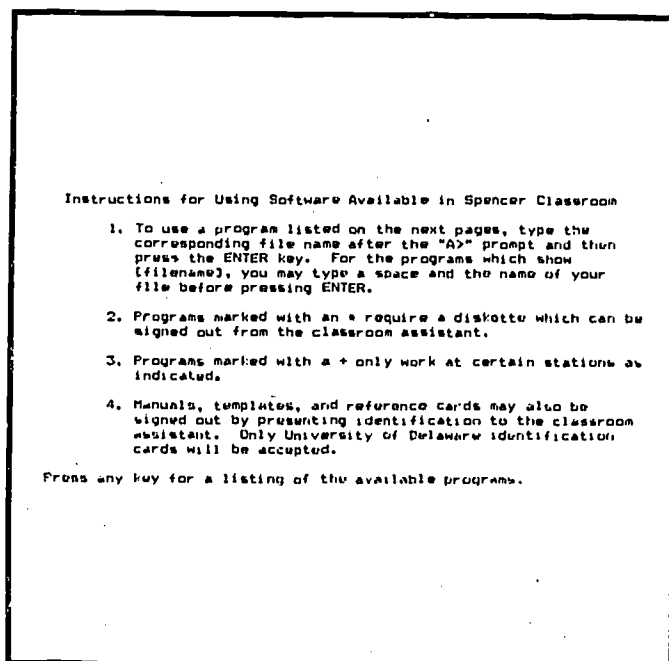 Instructions for Using Software Available in Spencer Classroom
1. To use a program listed on the next pages, type the
corresponding file name after the "A>" prompt and then
press the ENTER key. For the programs which show
[filename], you may type a space and the name of your
file before pressing ENTER.
2. Programs marked with an * require a diskette which can be
signed out from the classroom assistant.
3. Programs marked with a + only work at certain stations as
indicated.
4. Manuals, templates, and reference cards may also be
signed out by presenting identification to the classroom
assistant. Only University of Delaware identification
cards will be accepted.
Press any key for a listing of the available programs.